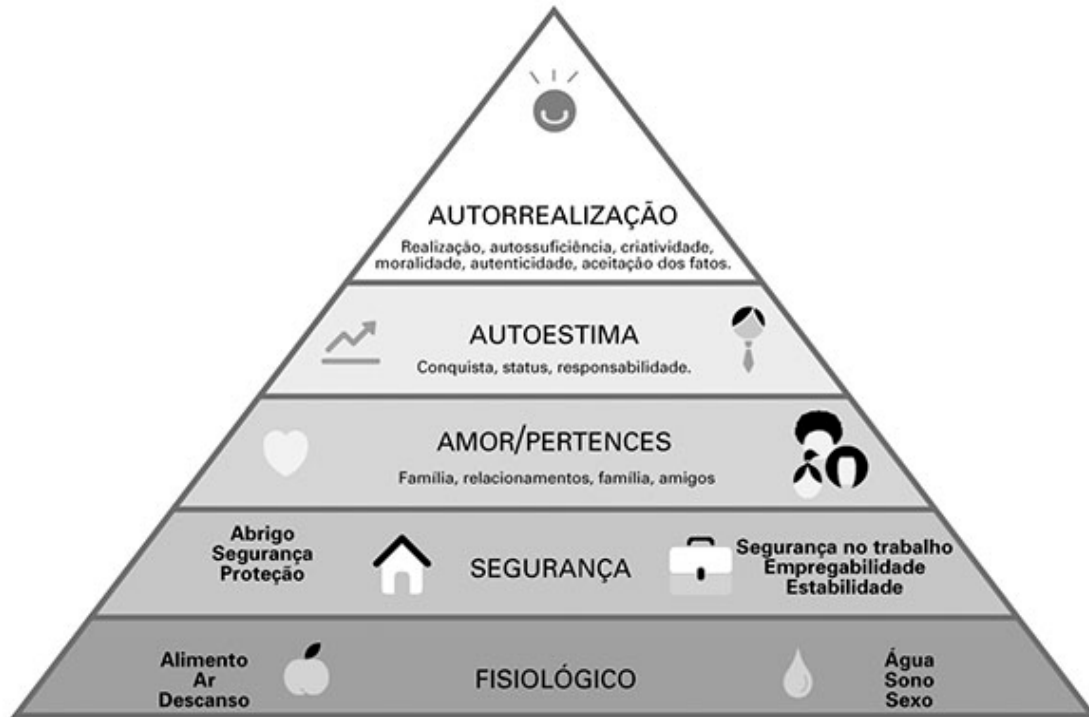 AUTORREALIZAÇÃO
Realização, autossuficiência, criatividade,
moralidade, autenticidade, aceitação dos fatos.
AUTOESTIMA
Conquista, status, responsabilidade.
AMOR/PERTENCES
Família, relacionamentos, família, amigos
Abrigo
Segurança
Proteção
SEGURANÇA
Segurança no trabalho
Empregabilidade
Estabilidade
Alimento
Ar
Descanso
FISIOLÓGICO
Água
Sono
Sexo